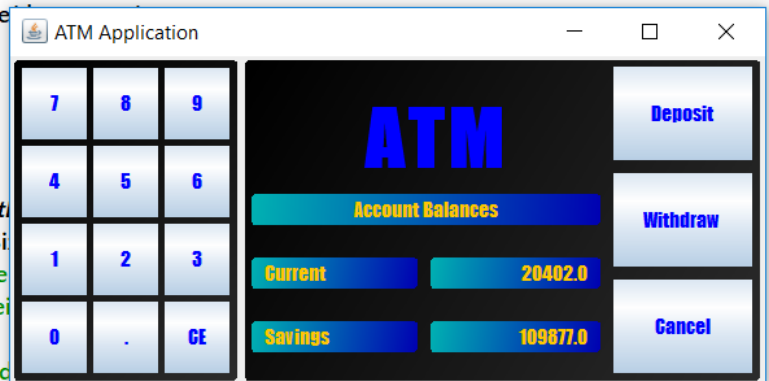 ATM Application
7 8 9
4 5 6
1 2 3
0 . CE
ATM
Account Balances
Current 20402.0
Savings 109877.0
Deposit
Withdraw
Cancel